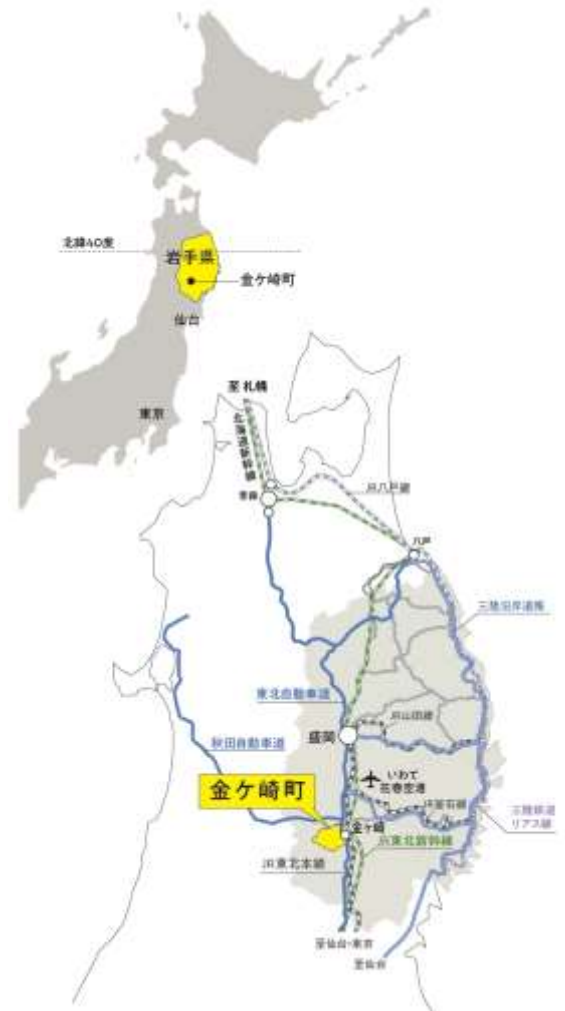 北緯40度
岩手県
金ケ崎町
仙台
東京
至 札幌
北海道新幹線
青森
JR八戸線
八戸
三陸沿岸道路
東北自動車道
JR山田線
盛岡
秋田自動車道
いわて
花巻空港
金ケ崎町
JR釜石線
三陸鉄道
リアス線
金ケ崎
JR東北新幹線
JR東北本線
至仙台・東京
至仙台